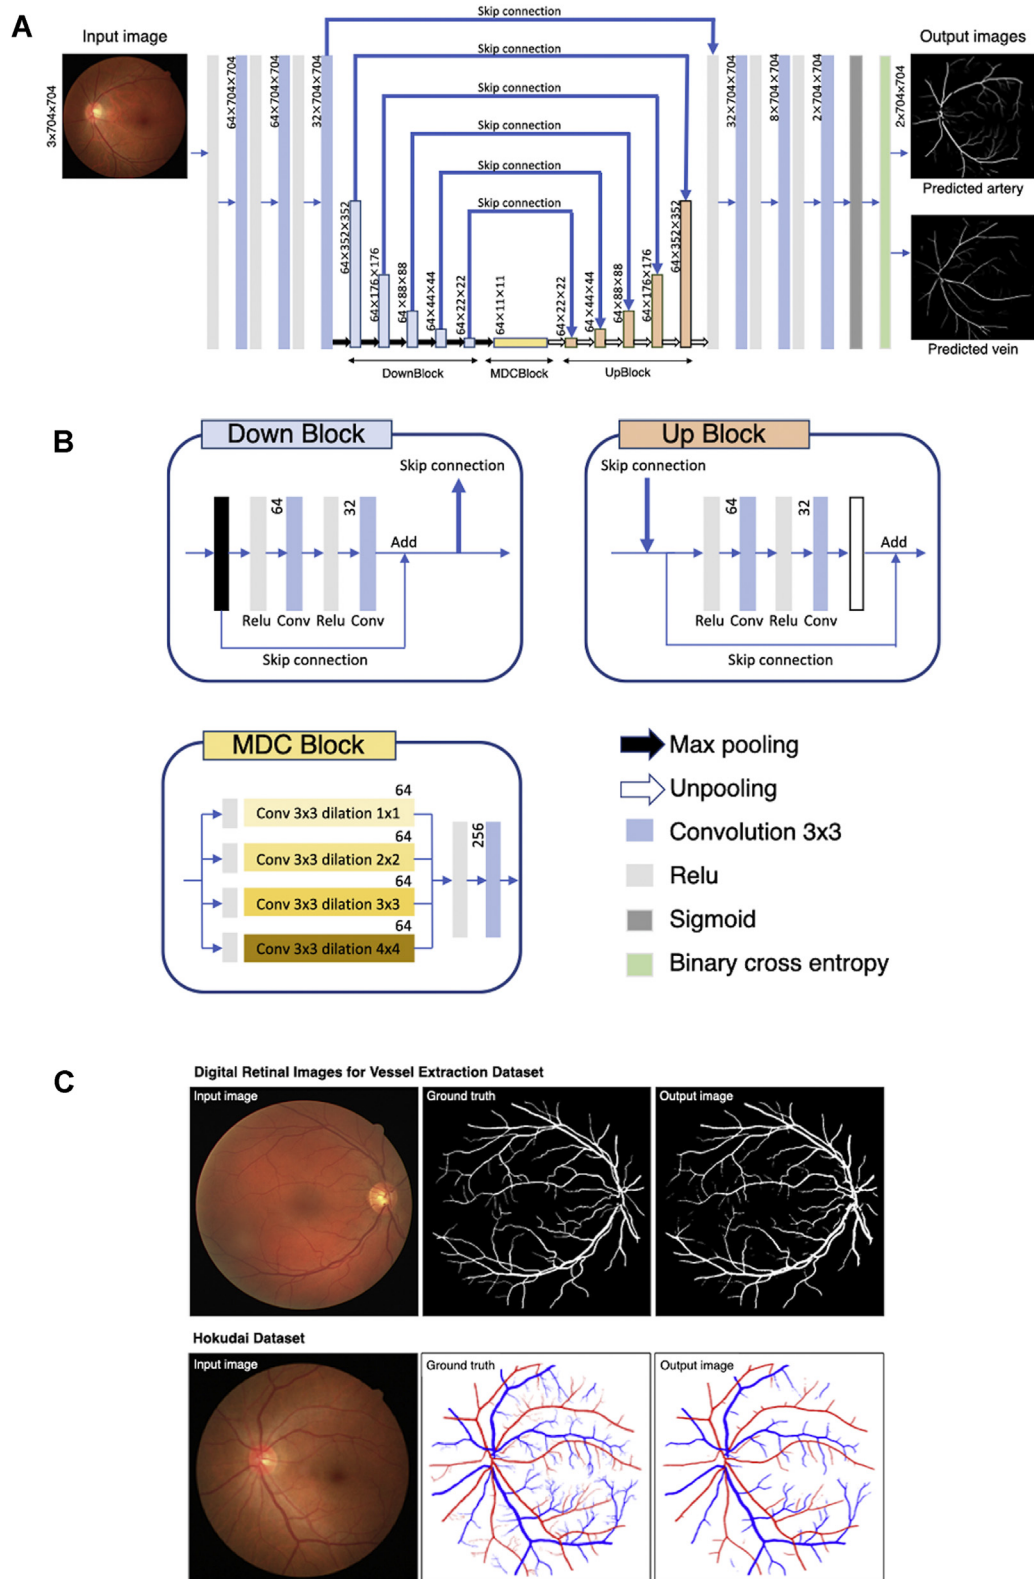 A
Input image
3×704×704
64×704×704
64×704×704
32×704×704
Skip connection
Skip connection
Skip connection
Skip connection
Skip connection
Skip connection
64×352×352
64×176×176
64×88×88
64×44×44
64×22×22
64×11×11
64×22×22
64×44×44
64×88×88
64×176×176
64×352×352
DownBlock
MDCBlock
UpBlock
32×704×704
8×704×704
2×704×704
2×704×704
Output images
Predicted artery
Predicted vein
B
Down Block
Skip connection
64
32
Add
Relu Conv Relu Conv
Skip connection
Up Block
Skip connection
64
32
Add
Relu Conv Relu Conv
Skip connection
MDC Block
64
Conv 3x3 dilation 1x1
64
Conv 3x3 dilation 2x2
64
Conv 3x3 dilation 3x3
64
Conv 3x3 dilation 4x4
256
Max pooling
Unpooling
Convolution 3x3
Relu
Sigmoid
Binary cross entropy
C
Digital Retinal Images for Vessel Extraction Dataset
Input image
Ground truth
Output image
Hokudai Dataset
Input image
Ground truth
Output image